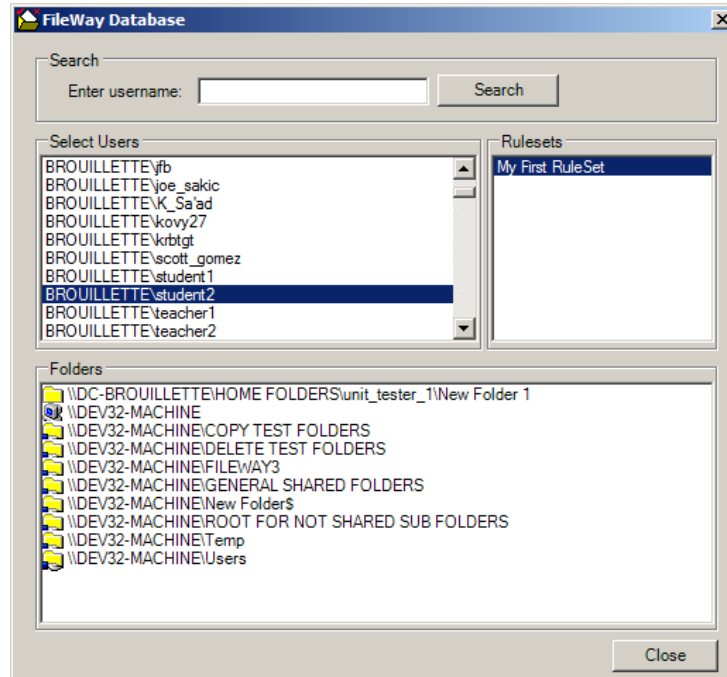 FileWay Database
Search
Enter username:
Search
Select Users
BROUILLETTE\jfb
BROUILLETTE\joe_sakic
BROUILLETTE\K_Sa'ad
BROUILLETTE\kovy27
BROUILLETTE\krbtgt
BROUILLETTE\scott_gomez
BROUILLETTE\student1
BROUILLETTE\student2
BROUILLETTE\teacher1
BROUILLETTE\teacher2
Rulesets
My First RuleSet
Folders
\\DC-BROUILLETTE\HOME FOLDERS\unit_tester_1\New Folder 1
\\DEV32-MACHINE
\\DEV32-MACHINE\COPY TEST FOLDERS
\\DEV32-MACHINE\DELETE TEST FOLDERS
\\DEV32-MACHINE\FILEWAY3
\\DEV32-MACHINE\GENERAL SHARED FOLDERS
\\DEV32-MACHINE\New Folder$
\\DEV32-MACHINE\ROOT FOR NOT SHARED SUB FOLDERS
\\DEV32-MACHINE\Temp
\\DEV32-MACHINE\Users
Close